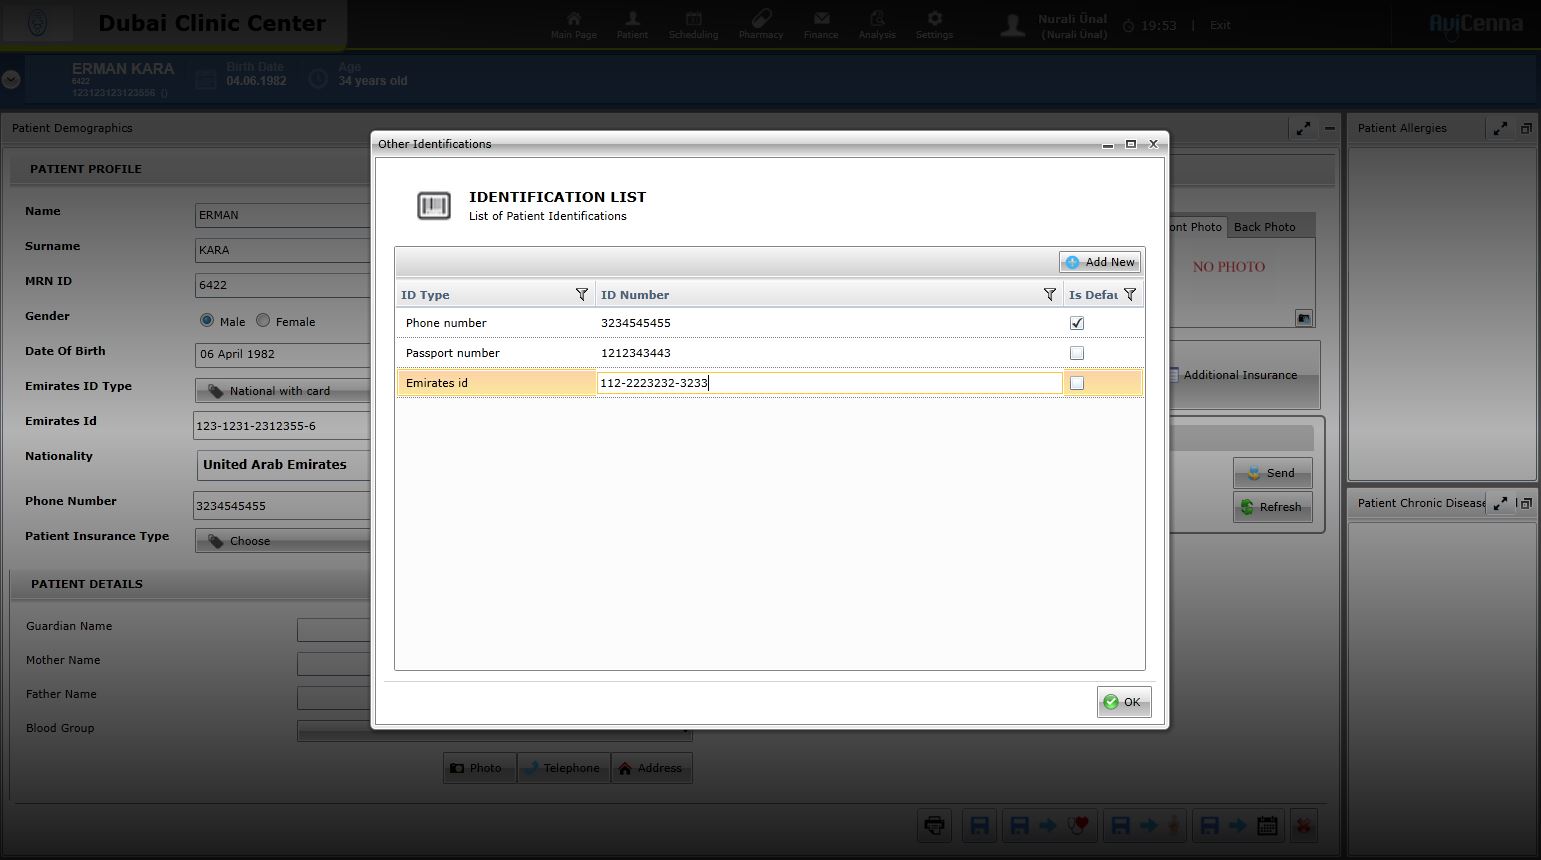 Dubai Clinic Center
Main Page
Patient
Scheduling
Pharmacy
Finance
Analysis
Settings
Nurali Ünal
(Nurali Ünal)
19:53 | Exit
AviCenna
ERMAN KARA
6422
123123123123556 ()
Birth Date
04.06.1982
Age
34 years old
Patient Demographics
Patient Allergies
PATIENT PROFILE
Name
ERMAN
Surname
KARA
MRN ID
6422
Gender
Male
Female
Date Of Birth
06 April 1982
Emirates ID Type
National with card
Emirates Id
123-1231-2312355-6
Nationality
United Arab Emirates
Phone Number
3234545455
Patient Insurance Type
Choose
PATIENT DETAILS
Guardian Name
Mother Name
Father Name
Blood Group
Photo
Telephone
Address
Other Identifications
IDENTIFICATION LIST
List of Patient Identifications
Add New
ID Type
ID Number
Is Defau
Phone number
3234545455
Passport number
1212343443
Emirates id
112-2223232-3233
OK
ont Photo
Back Photo
NO PHOTO
Additional Insurance
Send
Refresh
Patient Chronic Disease